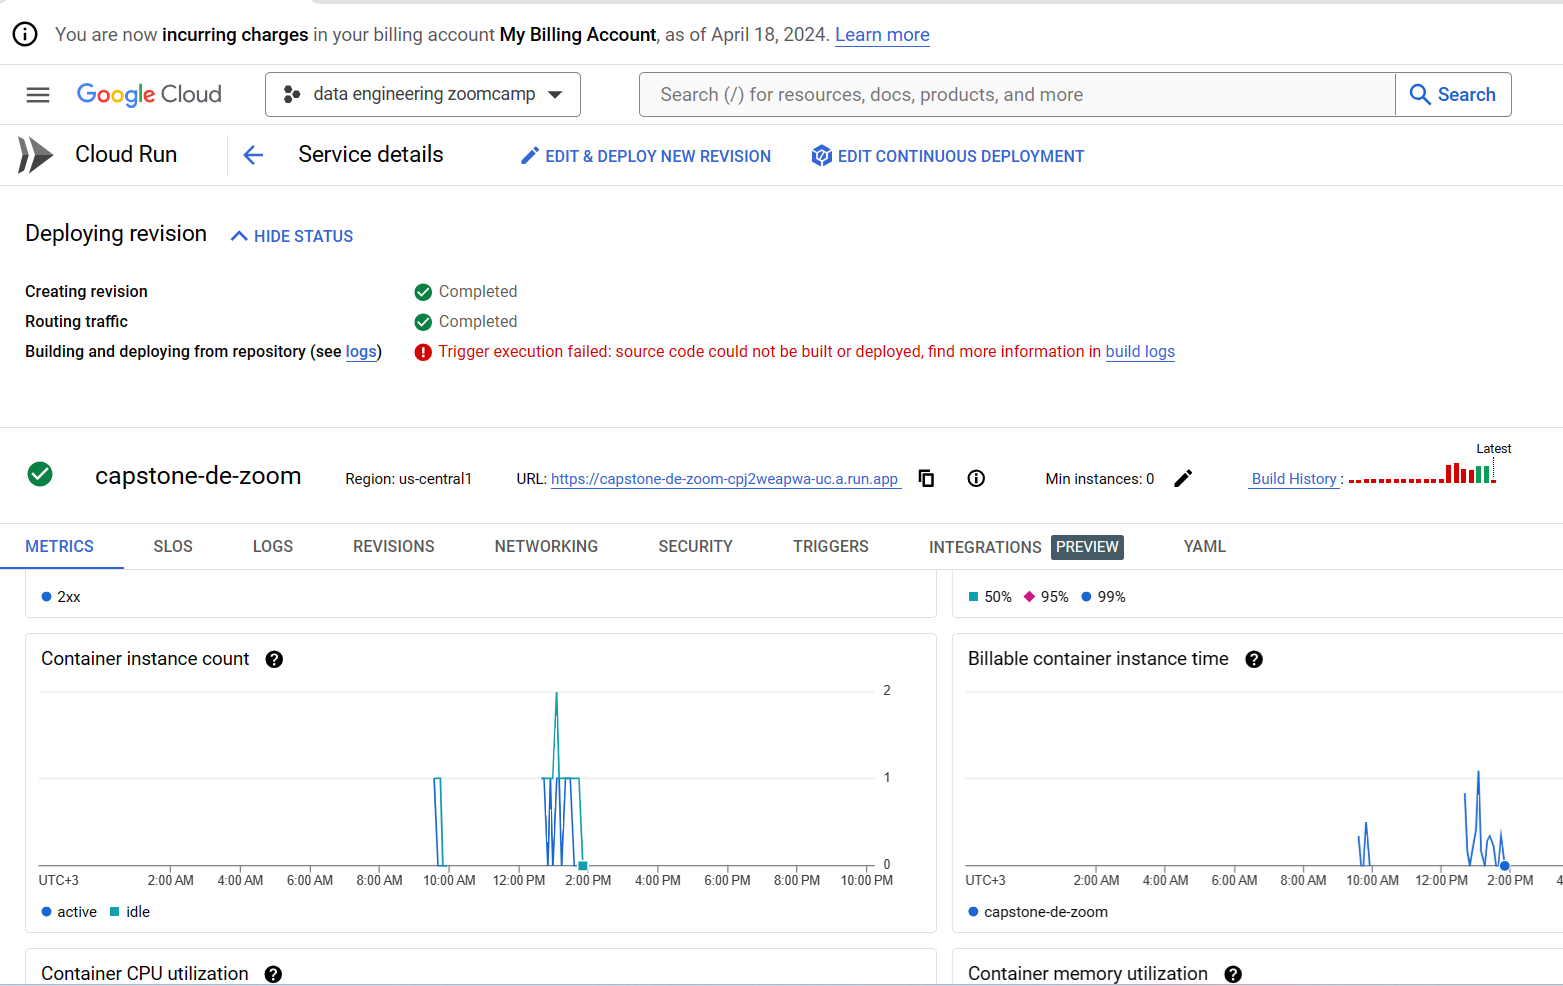 You are now incurring charges in your billing account My Billing Account, as of April 18, 2024. Learn more
Google Cloud data engineering zoomcamp Search (/) for resources, docs, products, and more Search
Cloud Run Service details EDIT & DEPLOY NEW REVISION EDIT CONTINUOUS DEPLOYMENT
Deploying revision HIDE STATUS
Creating revision Completed
Routing traffic Completed
Building and deploying from repository (see logs) Trigger execution failed: source code could not be built or deployed, find more information in build logs
Latest
capstone-de-zoom Region: us-central1 URL: https://capstone-de-zoom-cpj2weapwa-uc.a.run.app Min instances: 0 Build History :
METRICS SLOS LOGS REVISIONS NETWORKING SECURITY TRIGGERS INTEGRATIONS PREVIEW YAML
2xx 50% 95% 99%
Container instance count Billable container instance time
2
1
0
UTC+3 2:00 AM 4:00 AM 6:00 AM 8:00 AM 10:00 AM 12:00 PM 2:00 PM 4:00 PM 6:00 PM 8:00 PM 10:00 PM UTC+3 2:00 AM 4:00 AM 6:00 AM 8:00 AM 10:00 AM 12:00 PM 2:00 PM 4
active idle capstone-de-zoom
Container CPU utilization Container memory utilization